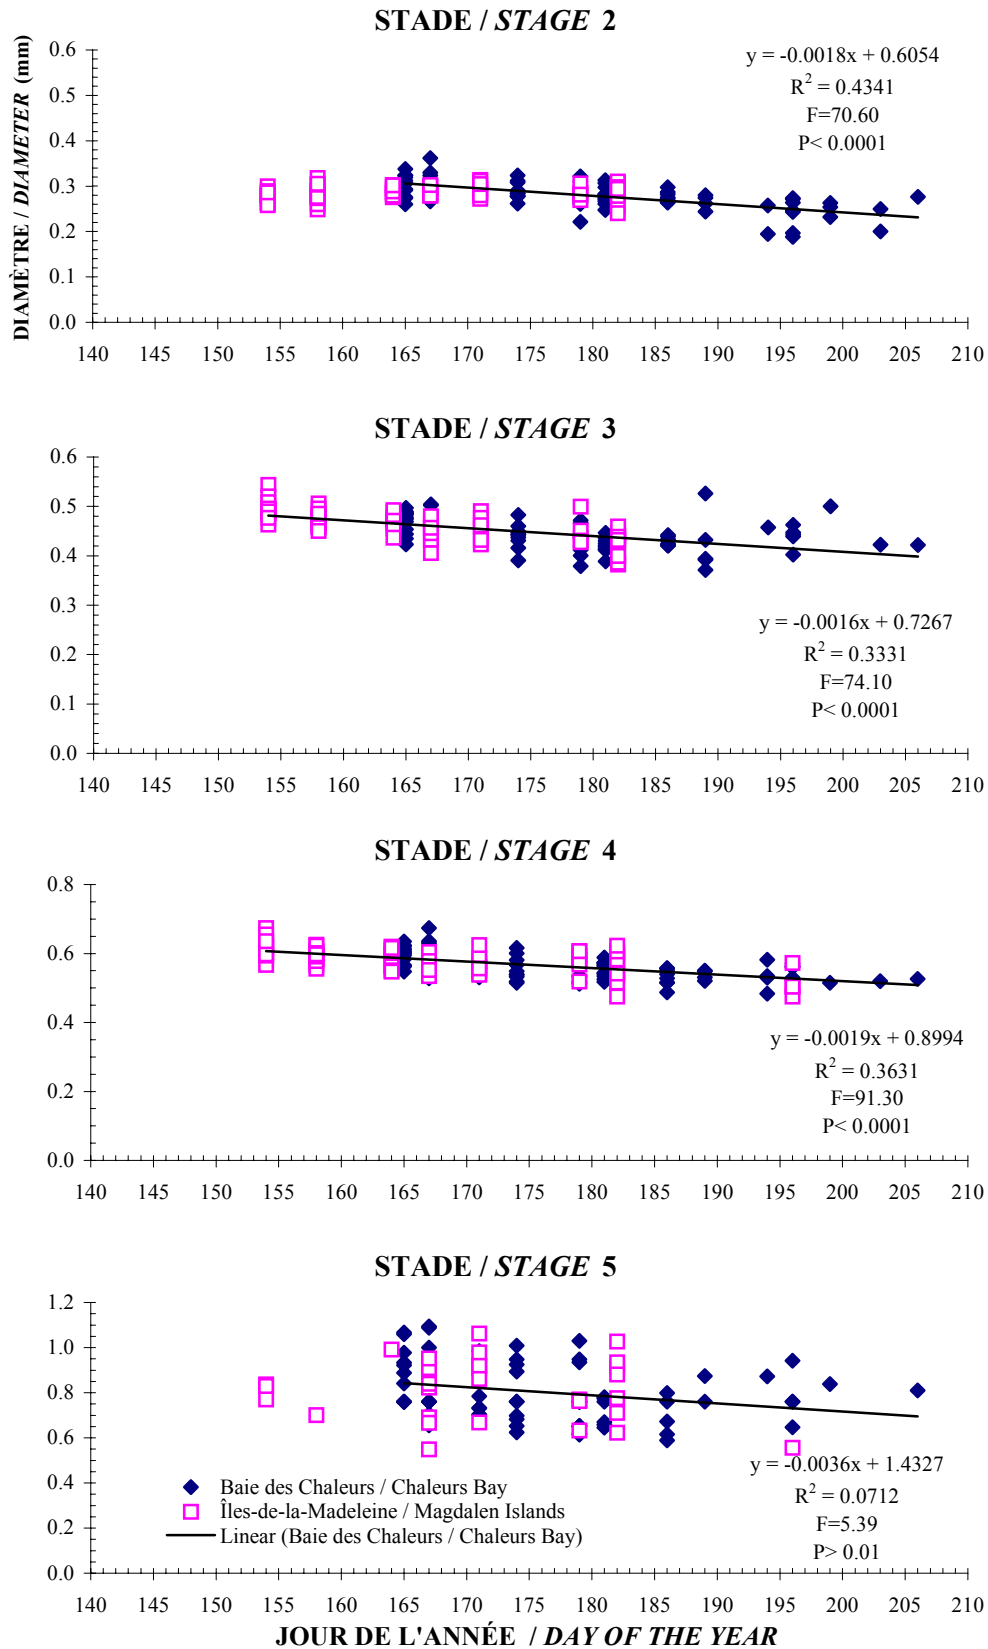 STADE / STAGE 2
DIAMÈTRE / DIAMETER (mm)
y = -0.0018x + 0.6054
R² = 0.4341
F=70.60
P< 0.0001
0.6
0.5
0.4
0.3
0.2
0.1
0.0
140 145 150 155 160 165 170 175 180 185 190 195 200 205 210
STADE / STAGE 3
0.6
0.5
0.4
0.3
0.2
0.1
0.0
y = -0.0016x + 0.7267
R² = 0.3331
F=74.10
P< 0.0001
140 145 150 155 160 165 170 175 180 185 190 195 200 205 210
STADE / STAGE 4
0.8
0.6
0.4
0.2
0.0
y = -0.0019x + 0.8994
R² = 0.3631
F=91.30
P< 0.0001
140 145 150 155 160 165 170 175 180 185 190 195 200 205 210
STADE / STAGE 5
1.2
1.0
0.8
0.6
0.4
0.2
0.0
y = -0.0036x + 1.4327
R² = 0.0712
F=5.39
P> 0.01
Baie des Chaleurs / Chaleurs Bay
Îles-de-la-Madeleine / Magdalen Islands
Linear (Baie des Chaleurs / Chaleurs Bay)
140 145 150 155 160 165 170 175 180 185 190 195 200 205 210
JOUR DE L'ANNÉE / DAY OF THE YEAR